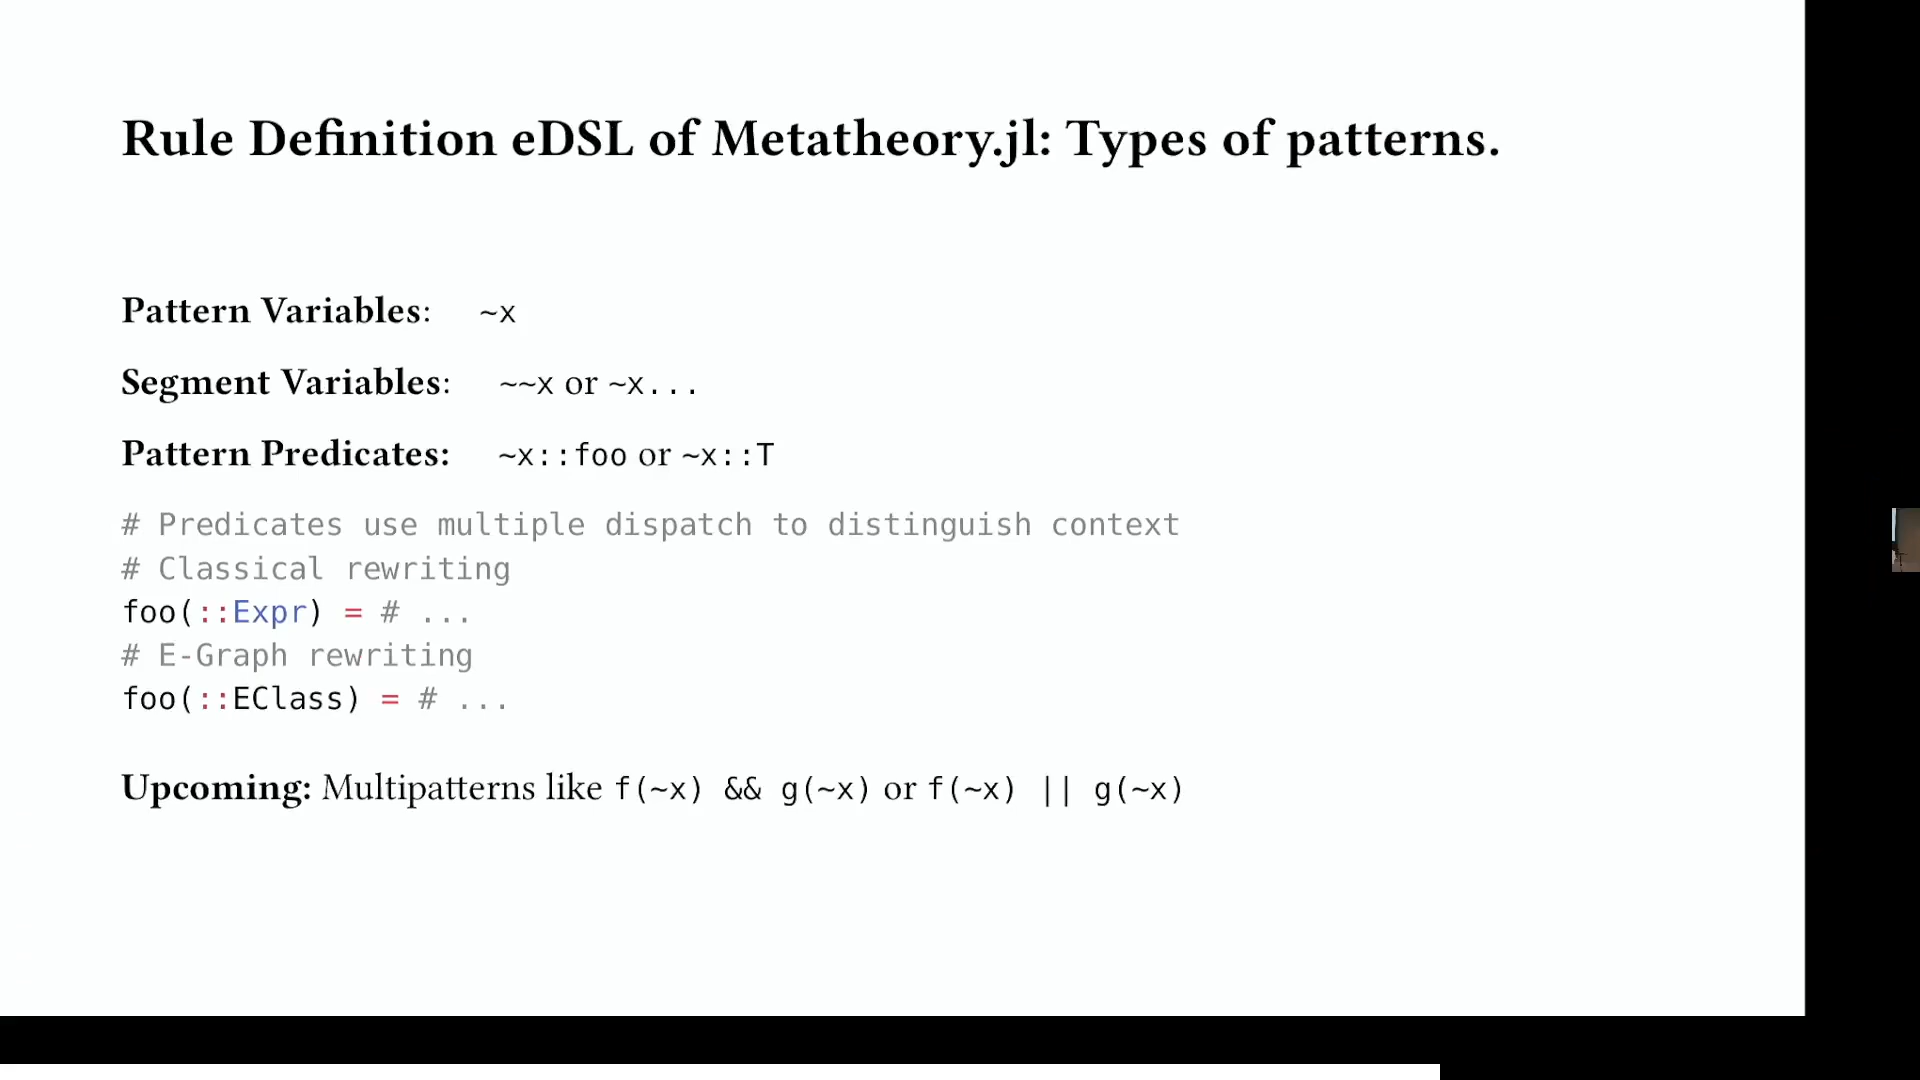 Rule Definition eDSL of Metatheory.jl: Types of patterns.
Pattern Variables: ~x
Segment Variables: ~~x or ~x...
Pattern Predicates: ~x::foo or ~x::T
# Predicates use multiple dispatch to distinguish context
# Classical rewriting
foo(::Expr) = # ...
# E-Graph rewriting
foo(::EClass) = # ...
Upcoming: Multipatterns like f(~x) && g(~x) or f(~x) || g(~x)